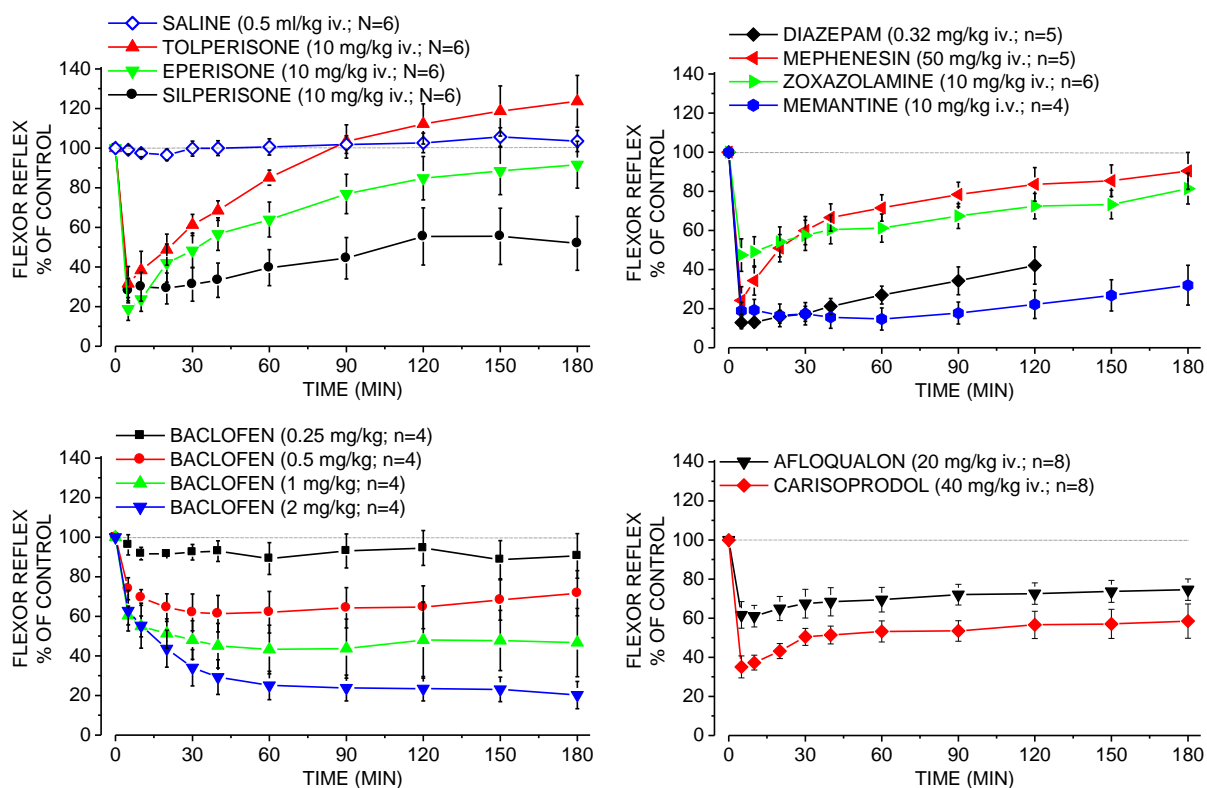 SALINE (0.5 ml/kg iv.; N=6)
TOLPERISONE (10 mg/kg iv.; N=6)
EPERISONE (10 mg/kg iv.; N=6)
SILPERISONE (10 mg/kg iv.; N=6)
140
120
100
80
60
40
20
0
FLEXOR REFLEX
% OF CONTROL
0 30 60 90 120 150 180
TIME (MIN)
DIAZEPAM (0.32 mg/kg iv.; n=5)
MEPHENESIN (50 mg/kg iv.; n=5)
ZOXAZOLAMINE (10 mg/kg iv.; n=6)
MEMANTINE (10 mg/kg i.v.; n=4)
140
120
100
80
60
40
20
0
FLEXOR REFLEX
% OF CONTROL
0 30 60 90 120 150 180
TIME (MIN)
BACLOFEN (0.25 mg/kg; n=4)
BACLOFEN (0.5 mg/kg; n=4)
BACLOFEN (1 mg/kg; n=4)
BACLOFEN (2 mg/kg; n=4)
140
120
100
80
60
40
20
0
FLEXOR REFLEX
% OF CONTROL
0 30 60 90 120 150 180
TIME (MIN)
AFLOQUALON (20 mg/kg iv.; n=8)
CARISOPRODOL (40 mg/kg iv.; n=8)
140
120
100
80
60
40
20
0
FLEXOR REFLEX
% OF CONTROL
0 30 60 90 120 150 180
TIME (MIN)